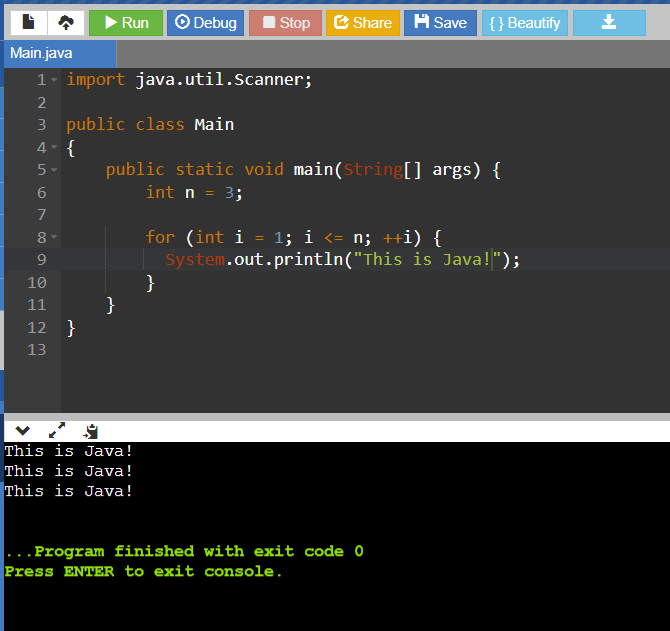 Run Debug Stop Share Save { } Beautify
Main.java
1 import java.util.Scanner;
2
3 public class Main
4 {
5     public static void main(String[] args) {
6         int n = 3;
7
8         for (int i = 1; i <= n; ++i) {
9           System.out.println("This is Java!");
10         }
11     }
12 }
13
This is Java!
This is Java!
This is Java!
...Program finished with exit code 0
Press ENTER to exit console.